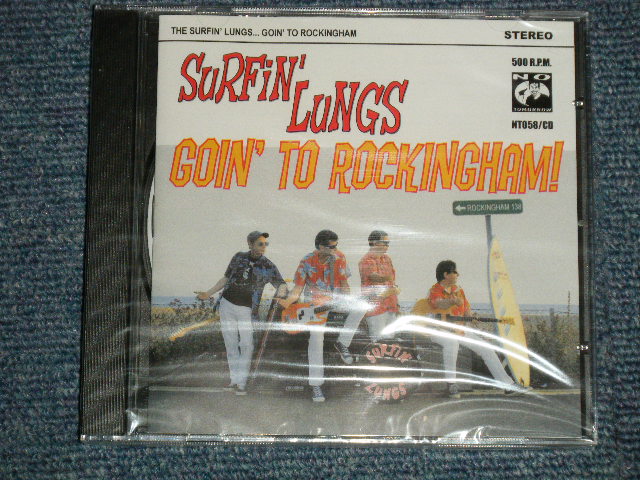 THE SURFIN' LUNGS... GOIN' TO ROCKINGHAM
STEREO
500 R.P.M.
NO
TOMORROW
NT058/CD
SURFiN'
LUNGS
GOIN' TO ROCKINGHAM!
← ROCKINGHAM 138
SURFIN'
LUNGS